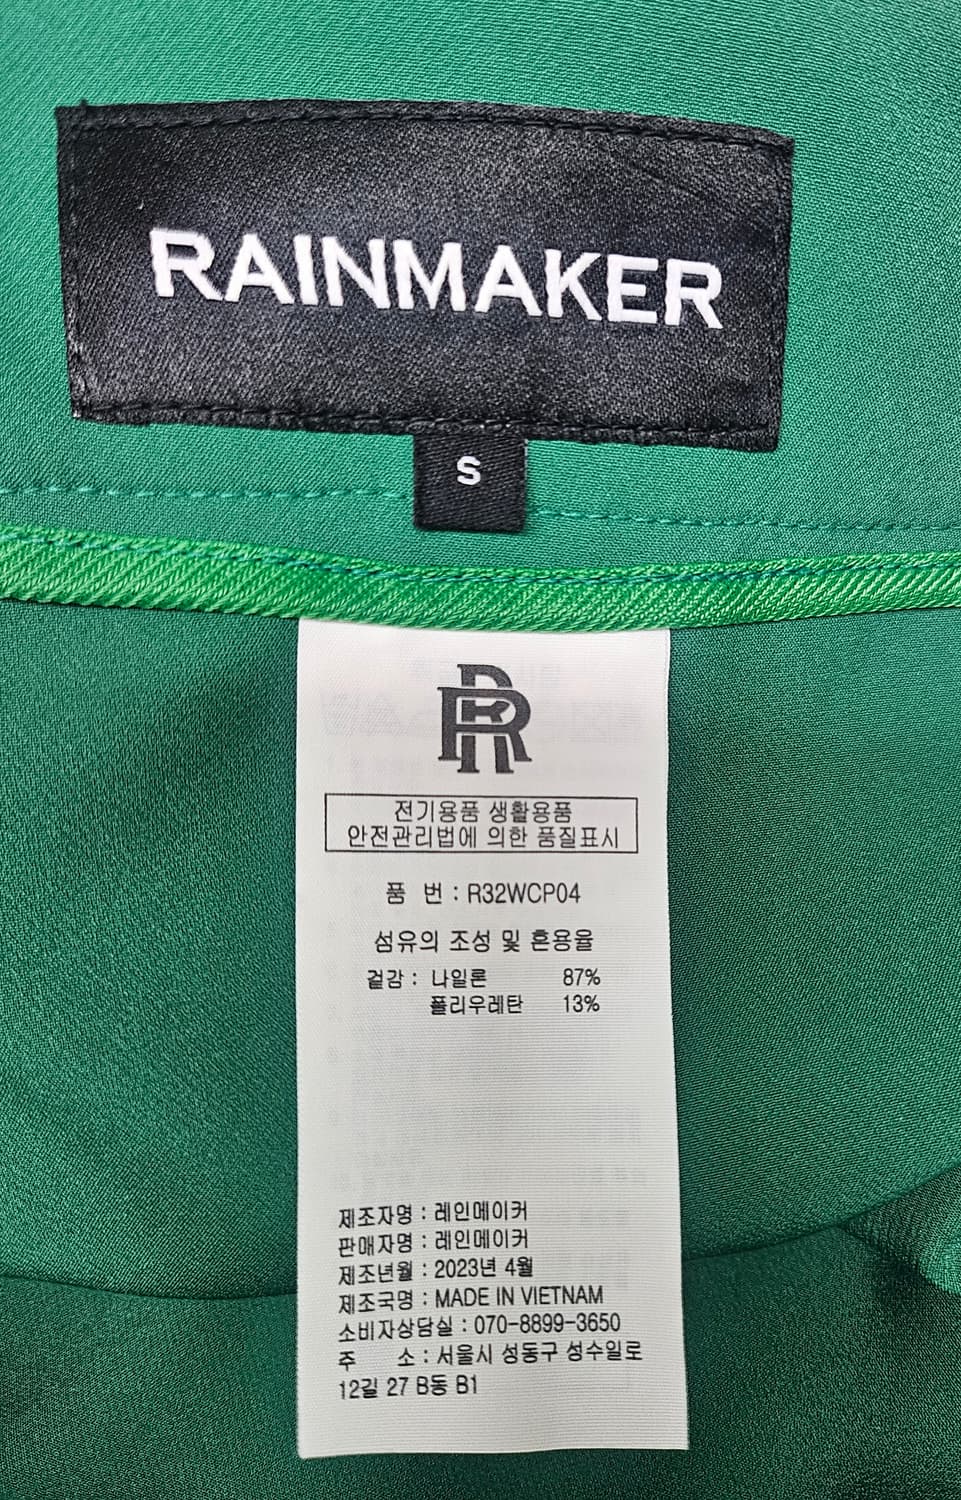 RAINMAKER
S
RR
전기용품 생활용품
안전관리법에 의한 품질표시
품 번 : R32WCP04
섬유의 조성 및 혼용율
겉감 : 나일론 87%
폴리우레탄 13%
제조자명 : 레인메이커
판매자명 : 레인메이커
제조년월 : 2023년 4월
제조국명 : MADE IN VIETNAM
소비자상담실 : 070-8899-3650
주 소 : 서울시 성동구 성수일로
12길 27 B동 B1